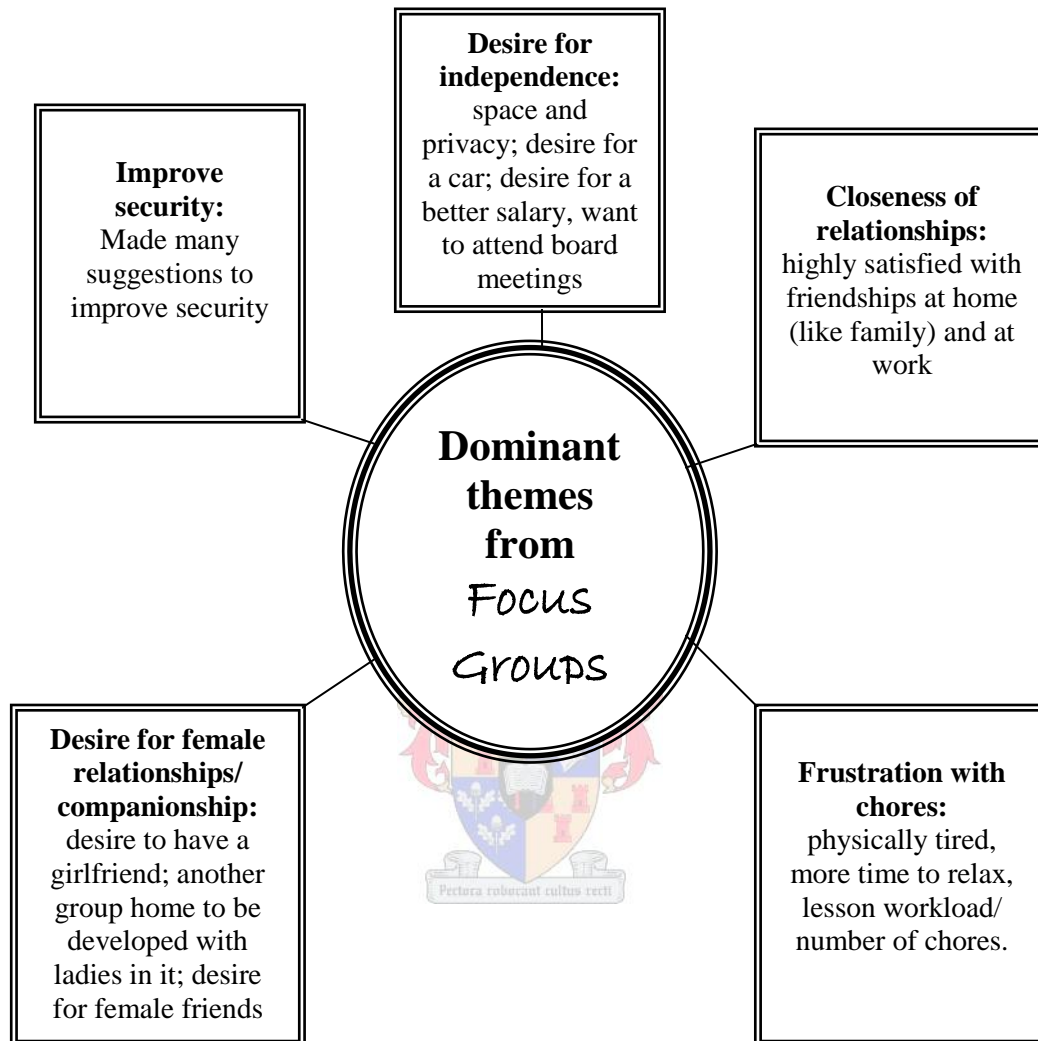 Desire for
independence:
space and
privacy; desire for
a car; desire for a
better salary, want
to attend board
meetings
Improve
security:
Made many
suggestions to
improve security
Closeness of
relationships:
highly satisfied with
friendships at home
(like family) and at
work
Dominant
themes
from
Focus
Groups
Desire for female
relationships/
companionship:
desire to have a
girlfriend; another
group home to be
developed with
ladies in it; desire
for female friends
Frustration with
chores:
physically tired,
more time to relax,
lesson workload/
number of chores.
Pectora roborant cultus recti